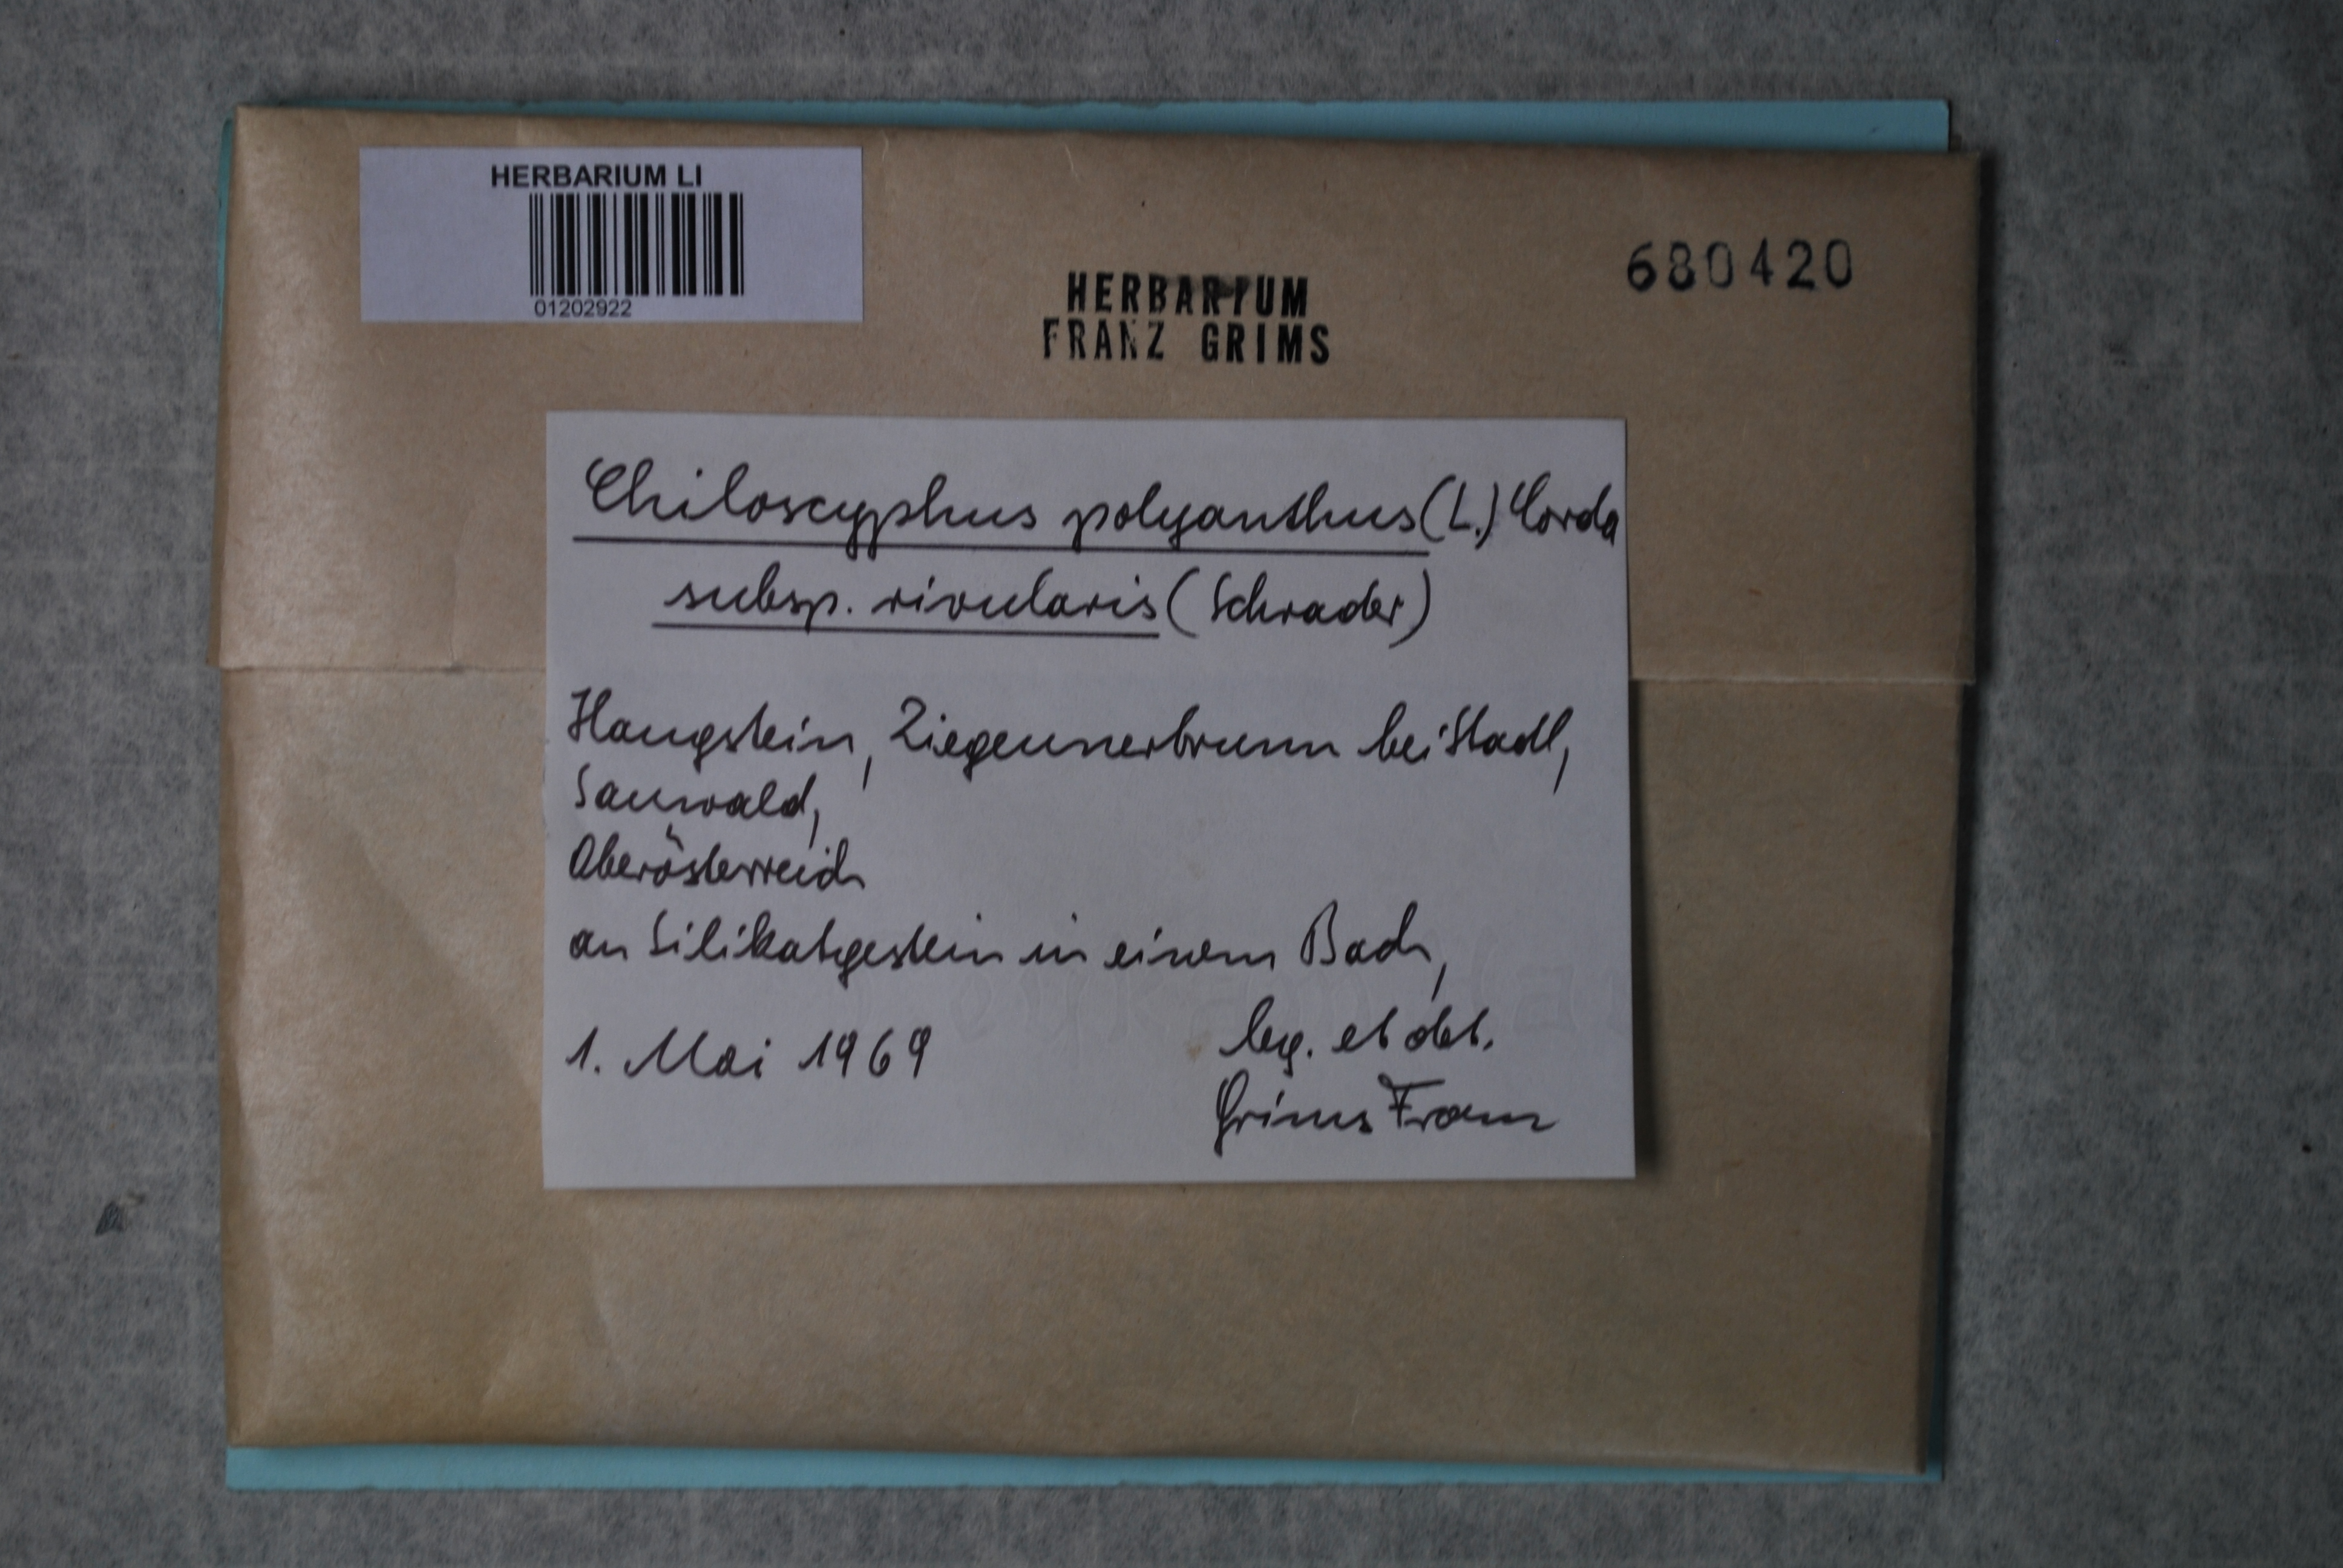 HERBARIUM LI
01202922
680420
HERBARIUM
FRANZ GRIMS
Chiloscyphus polyanthus (L.) Corda
subsp. rivularis (Schrader)
Haugstein, Ziegeunerbrunn bei Stadl,
Sauwald,
Oberösterreich
an Silikatgestein in einem Bach,
1. Mai 1969
leg. et det.
Grims Franz